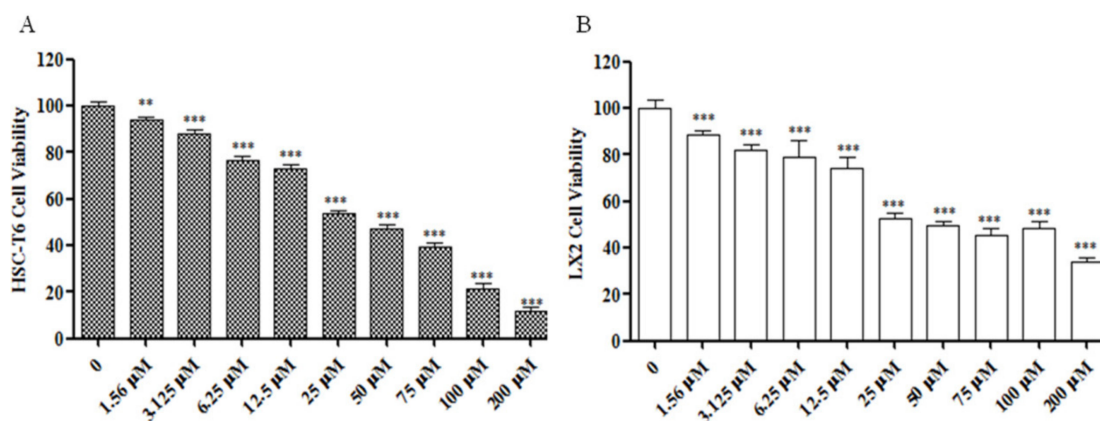 A
120
100
80
60
40
20
0
HSC-T6 Cell Viability
**
***
***
***
***
***
***
***
***
0
1.56 µM
3.125 µM
6.25 µM
12.5 µM
25 µM
50 µM
75 µM
100 µM
200 µM
B
120
100
80
60
40
20
0
LX2 Cell Viability
***
***
***
***
***
***
***
***
***
0
1.56 µM
3.125 µM
6.25 µM
12.5 µM
25 µM
50 µM
75 µM
100 µM
200 µM